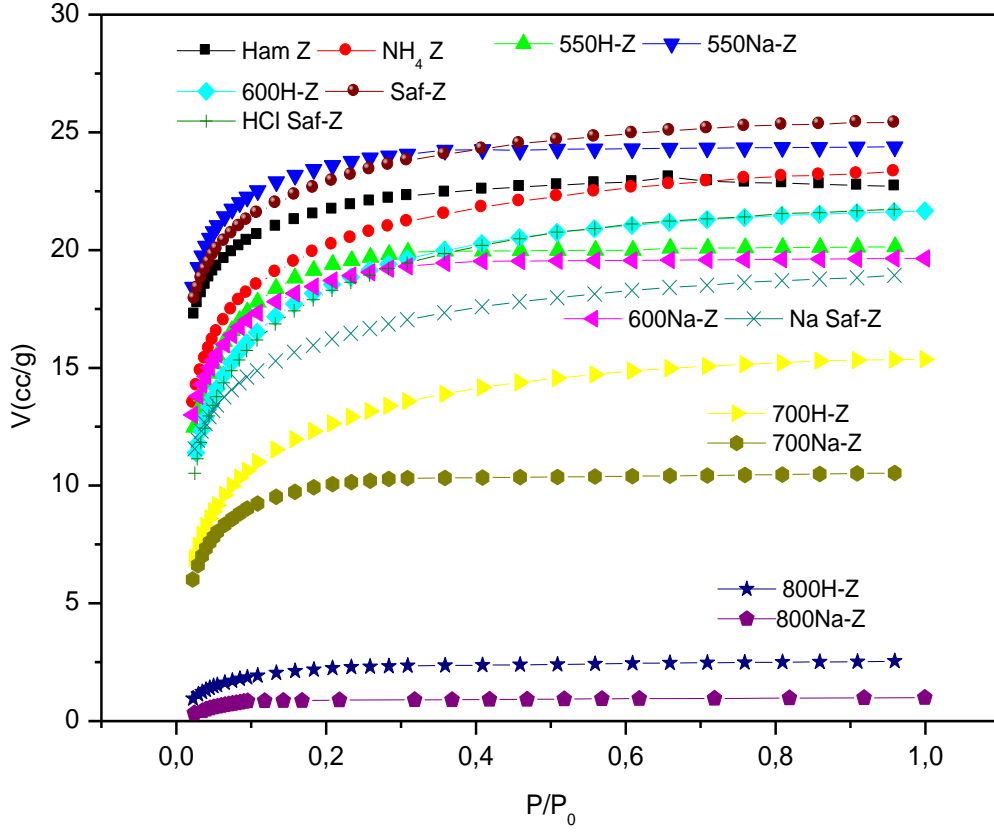 30
25
20
15
10
5
0
V(cc/g)
Ham Z NH4 Z 550H-Z 550Na-Z
600H-Z Saf-Z
HCl Saf-Z
600Na-Z Na Saf-Z
700H-Z
700Na-Z
800H-Z
800Na-Z
0,0 0,2 0,4 0,6 0,8 1,0
P/P0